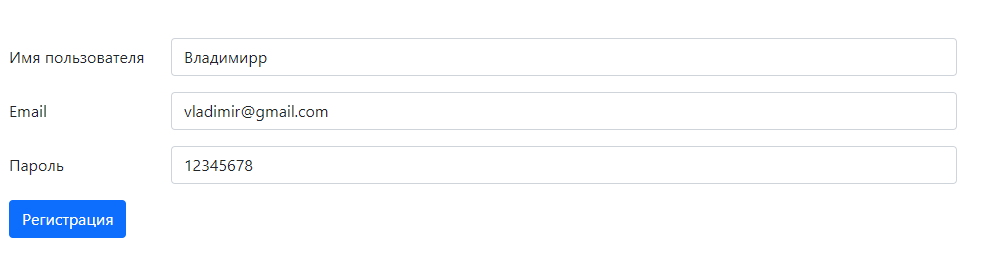 Имя пользователя Владимирр
Email vladimir@gmail.com
Пароль 12345678
Регистрация